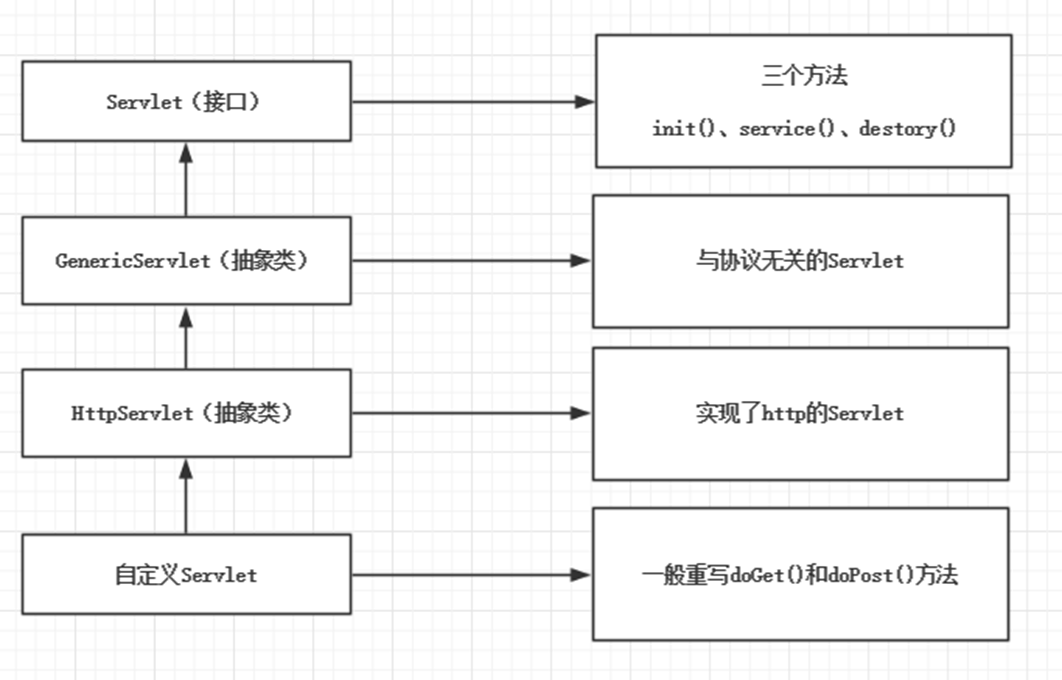 Servlet（接口）
三个方法
init()、service()、destory()
GenericServlet（抽象类）
与协议无关的Servlet
HttpServlet（抽象类）
实现了http的Servlet
自定义Servlet
一般重写doGet()和doPost()方法